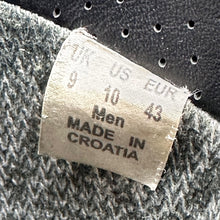 UK US EUR
9 10 43
Men
MADE IN
CROATIA